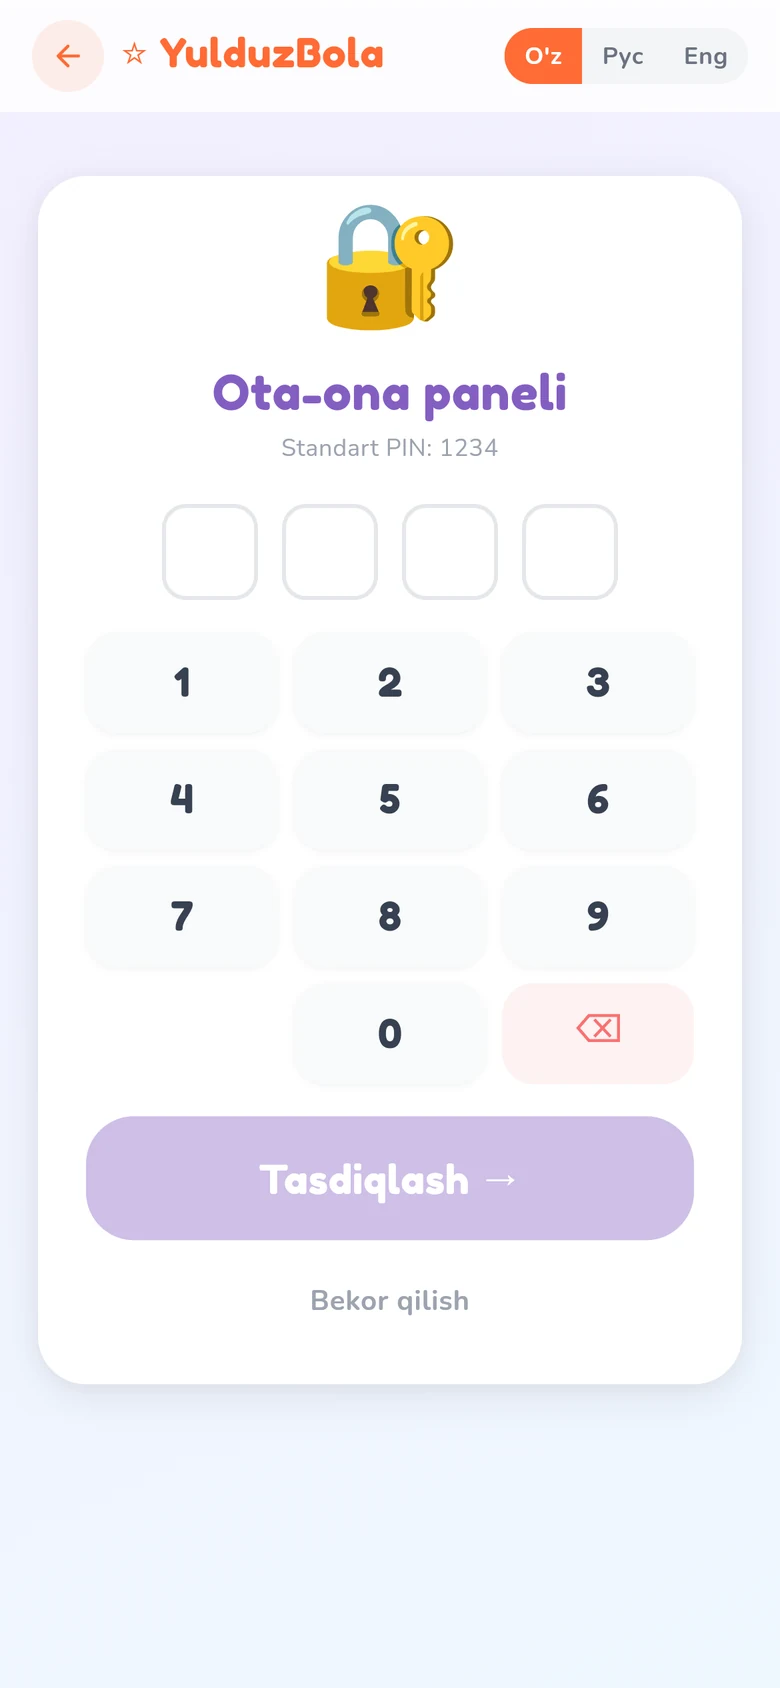 YulduzBola
O'z Рус Eng
Ota-ona paneli
Standart PIN: 1234
1 2 3
4 5 6
7 8 9
0
Tasdiqlash →
Bekor qilish